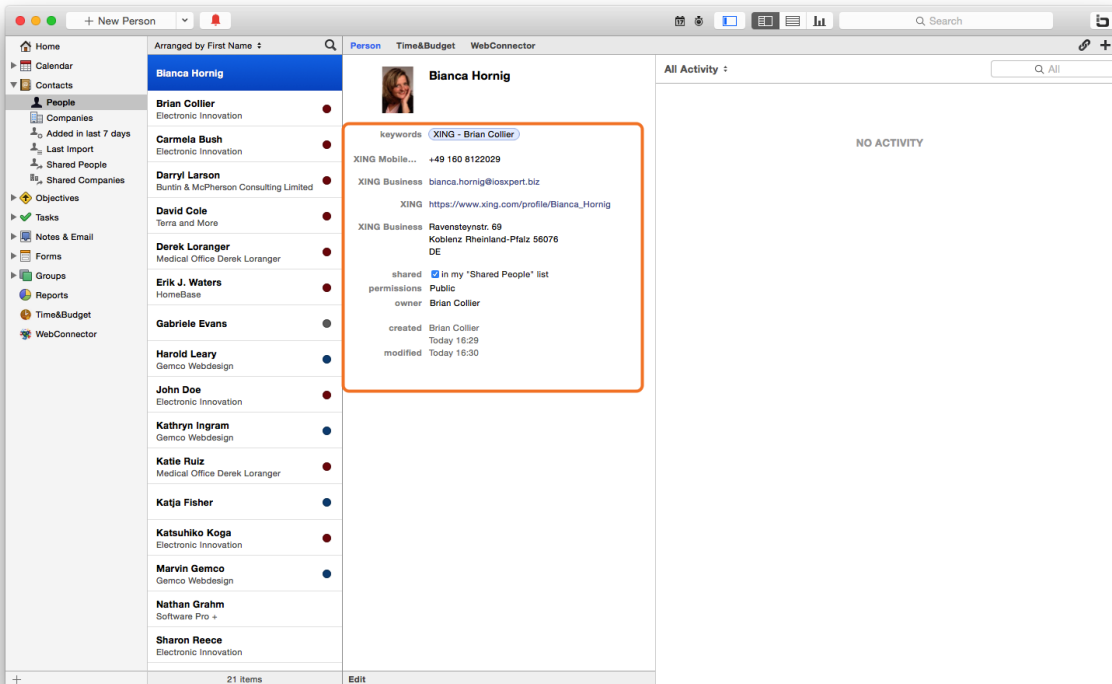 + New Person
Search
Home
Calendar
Contacts
People
Companies
Added in last 7 days
Last Import
Shared People
Shared Companies
Objectives
Tasks
Notes & Email
Forms
Groups
Reports
Time&Budget
WebConnector
Arranged by First Name
Bianca Hornig
Brian Collier
Electronic Innovation
Carmela Bush
Electronic Innovation
Darryl Larson
Buntin & McPherson Consulting Limited
David Cole
Terra and More
Derek Loranger
Medical Office Derek Loranger
Erik J. Waters
HomeBase
Gabriele Evans
Harold Leary
Gemco Webdesign
John Doe
Electronic Innovation
Kathryn Ingram
Gemco Webdesign
Katie Ruiz
Medical Office Derek Loranger
Katja Fisher
Katsuhiko Koga
Electronic Innovation
Marvin Gemco
Gemco Webdesign
Nathan Grahm
Software Pro +
Sharon Reece
Electronic Innovation
21 items
Person Time&Budget WebConnector
Bianca Hornig
keywords XING - Brian Collier
XING Mobile... +49 160 8122029
XING Business bianca.hornig@iosxpert.biz
XING https://www.xing.com/profile/Bianca_Hornig
XING Business Ravensteynstr. 69
Koblenz Rheinland-Pfalz 56076
DE
shared in my "Shared People" list
permissions Public
owner Brian Collier
created Brian Collier
Today 16:29
modified Today 16:30
Edit
All Activity
All
NO ACTIVITY